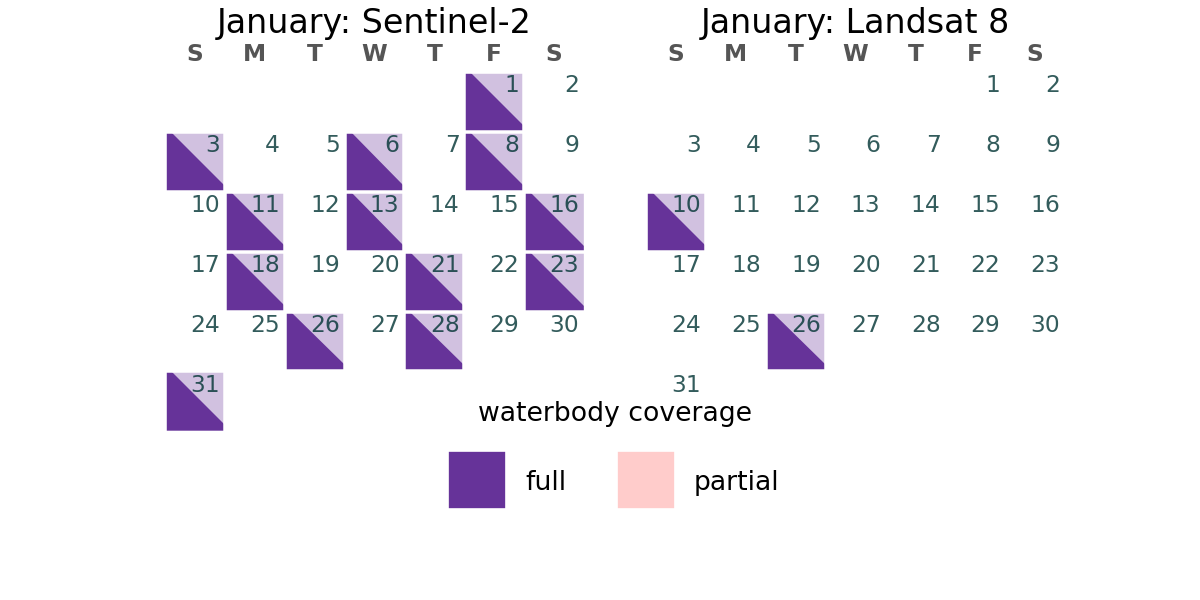 January: Sentinel-2
S M T W T F S
1 2
3 4 5 6 7 8 9
10 11 12 13 14 15 16
17 18 19 20 21 22 23
24 25 26 27 28 29 30
31
January: Landsat 8
S M T W T F S
1 2
3 4 5 6 7 8 9
10 11 12 13 14 15 16
17 18 19 20 21 22 23
24 25 26 27 28 29 30
31
waterbody coverage
full partial